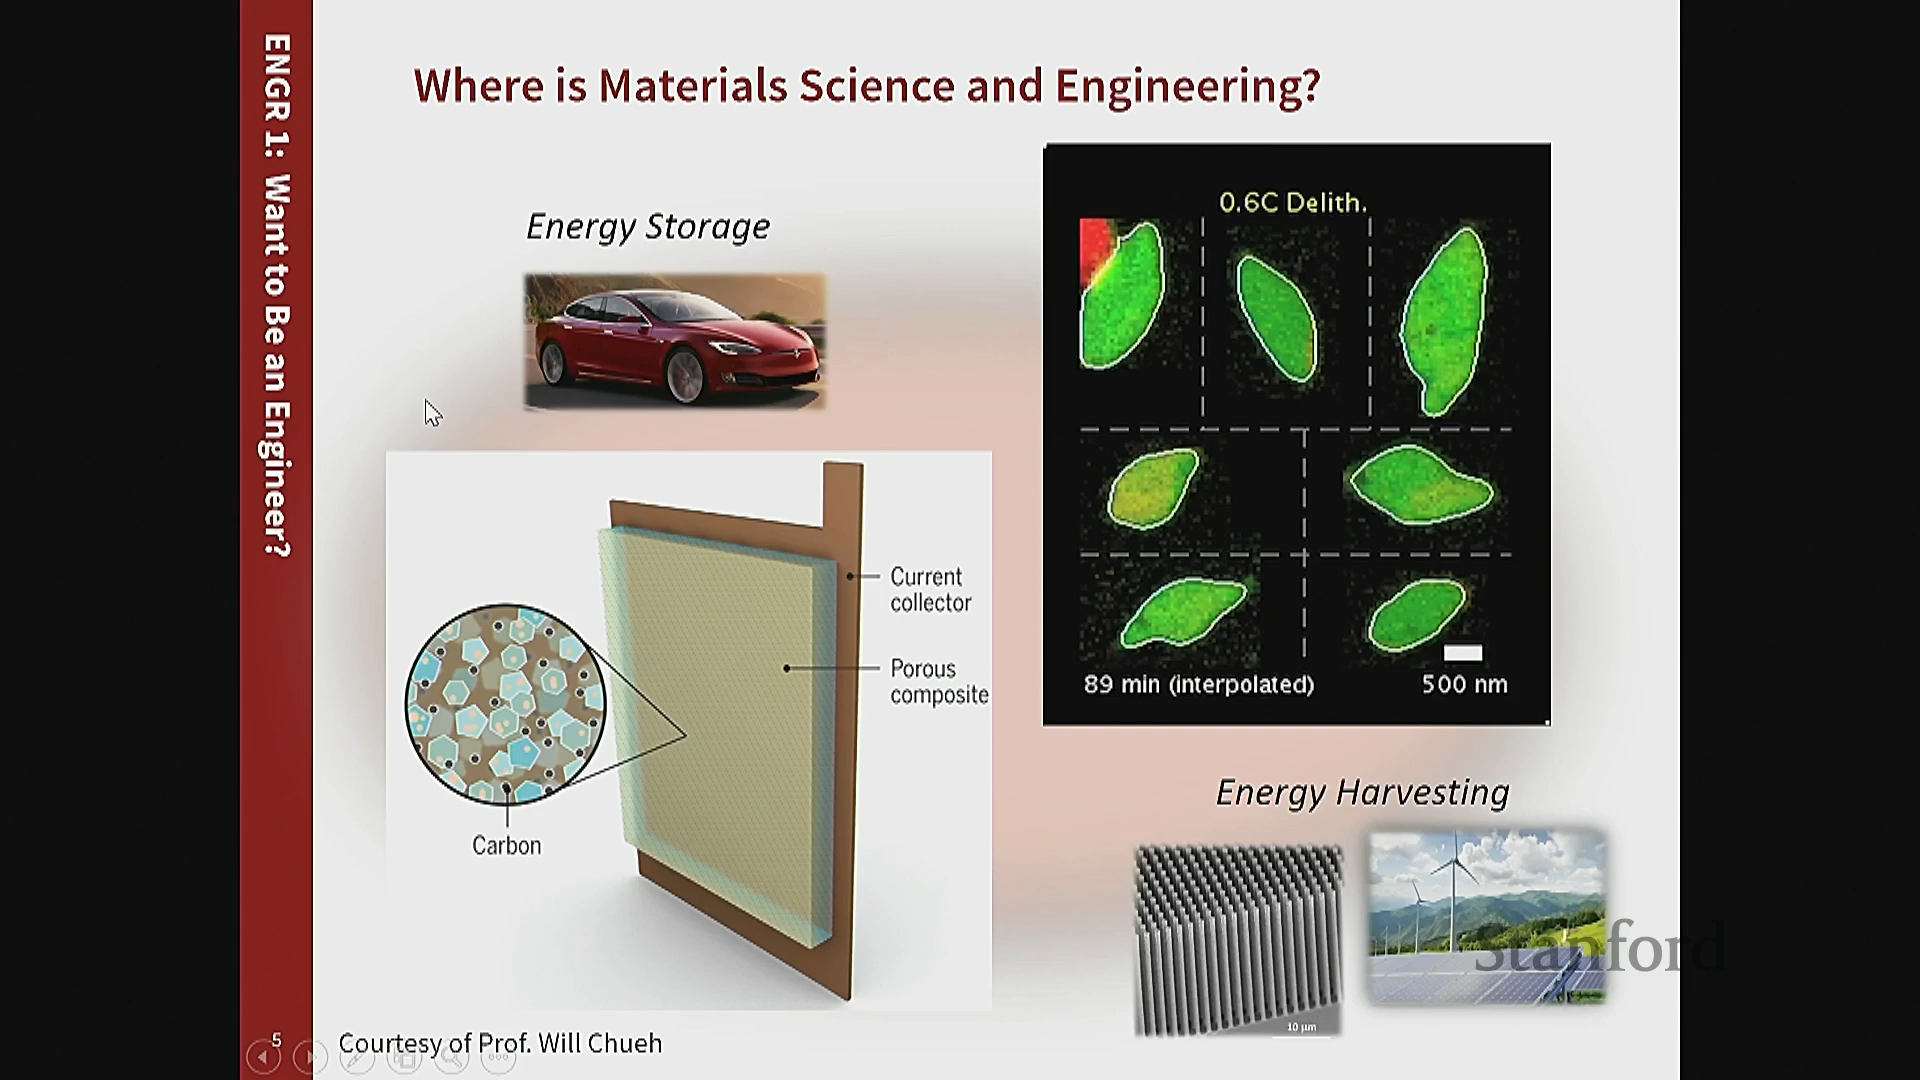 ENGR 1: Want to Be an Engineer?
Where is Materials Science and Engineering?
Energy Storage
Current
collector
Porous
composite
Carbon
0.6C Delith.
89 min (interpolated)
500 nm
Energy Harvesting
10 µm
Stanford
5
Courtesy of Prof. Will Chueh